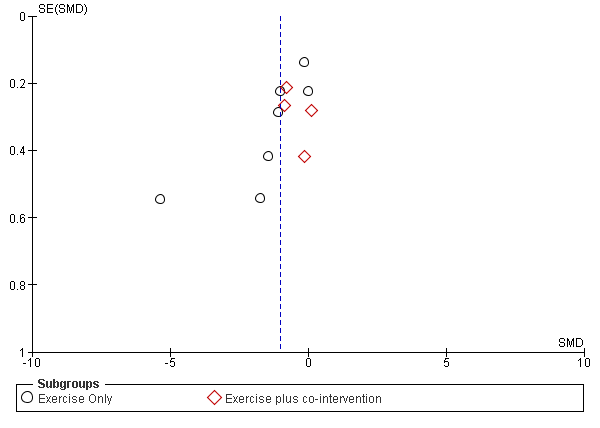 SE(SMD)
0
0.2
0.4
0.6
0.8
1
SMD
-10 -5 0 5 10
Subgroups
Exercise Only Exercise plus co-intervention